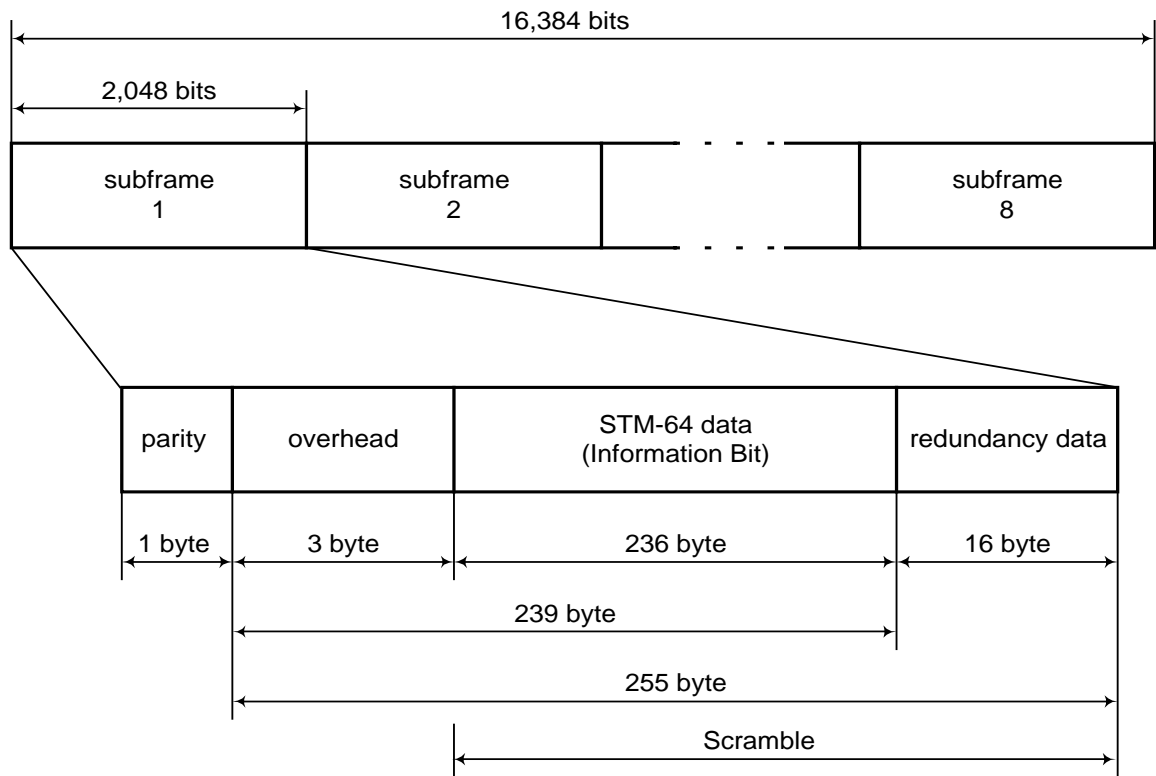 16,384 bits
2,048 bits
subframe
1
subframe
2
subframe
8
parity
overhead
STM-64 data
(Information Bit)
redundancy data
1 byte
3 byte
236 byte
16 byte
239 byte
255 byte
Scramble